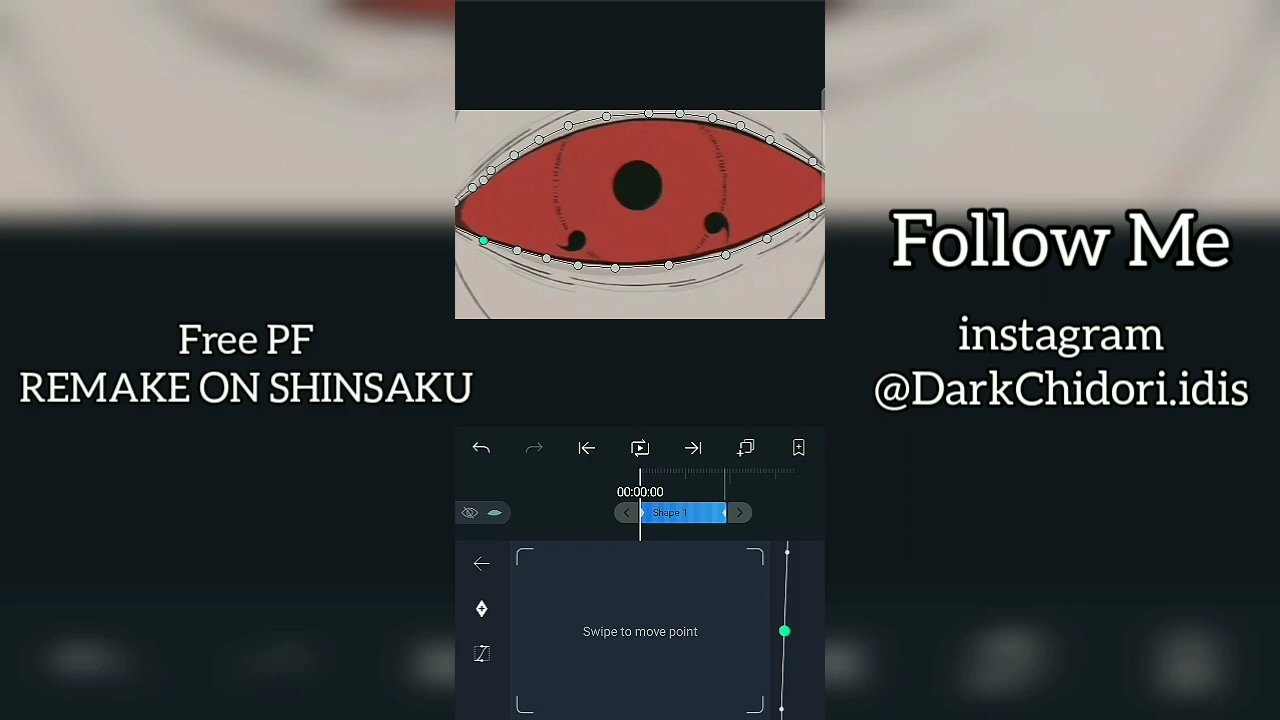 Follow Me
Free PF
REMAKE ON SHINSAKU
instagram
@DarkChidori.idis
00:00:00
Shape 1
Swipe to move point